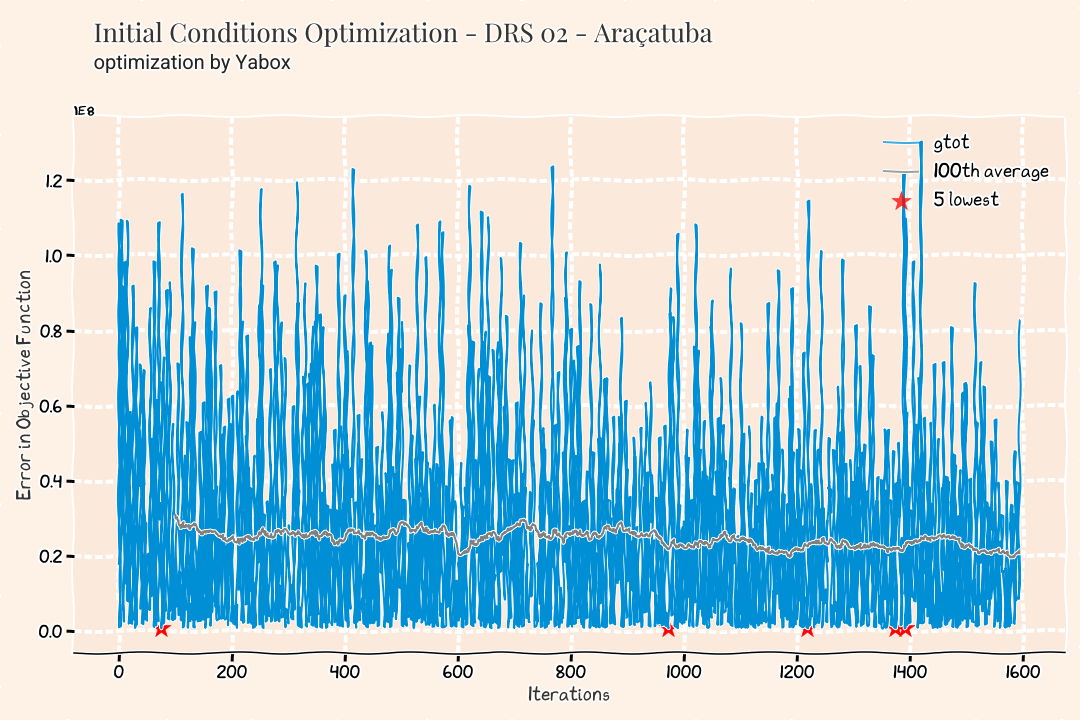 Initial Conditions Optimization - DRS 02 - Araçatuba
optimization by Yabox
1E8
gtot
100th average
5 lowest
1.2
1.0
0.8
0.6
0.4
0.2
0.0
Error in Objective Function
0 200 400 600 800 1000 1200 1400 1600
Iterations